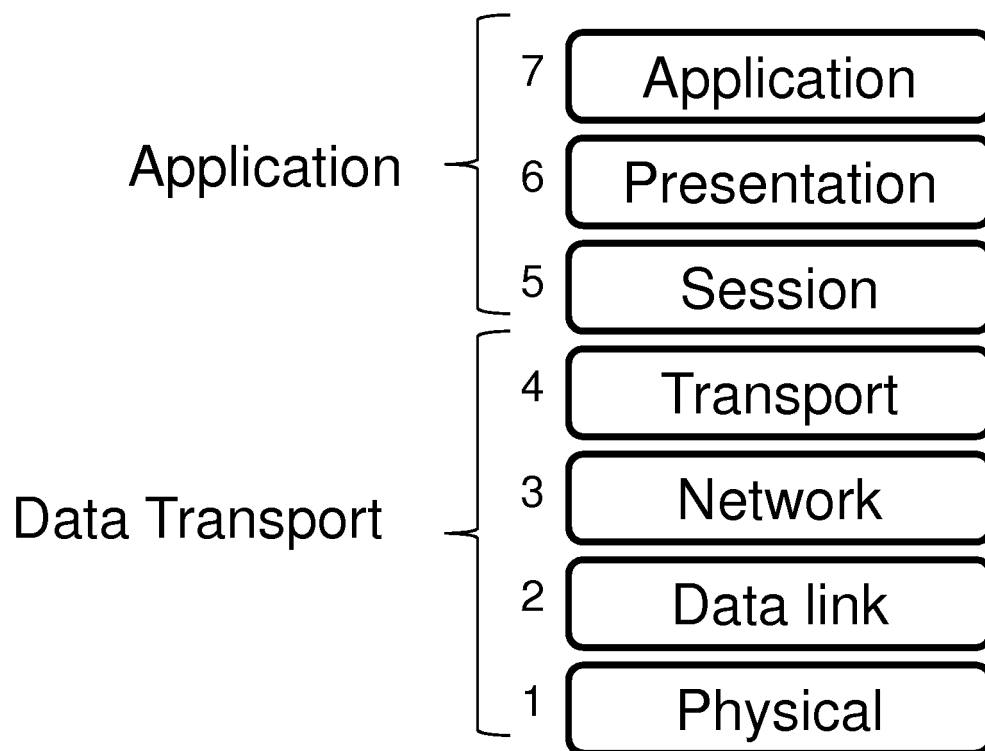 7 Application
Application
6 Presentation
5 Session
4 Transport
3 Network
Data Transport
2 Data link
1 Physical